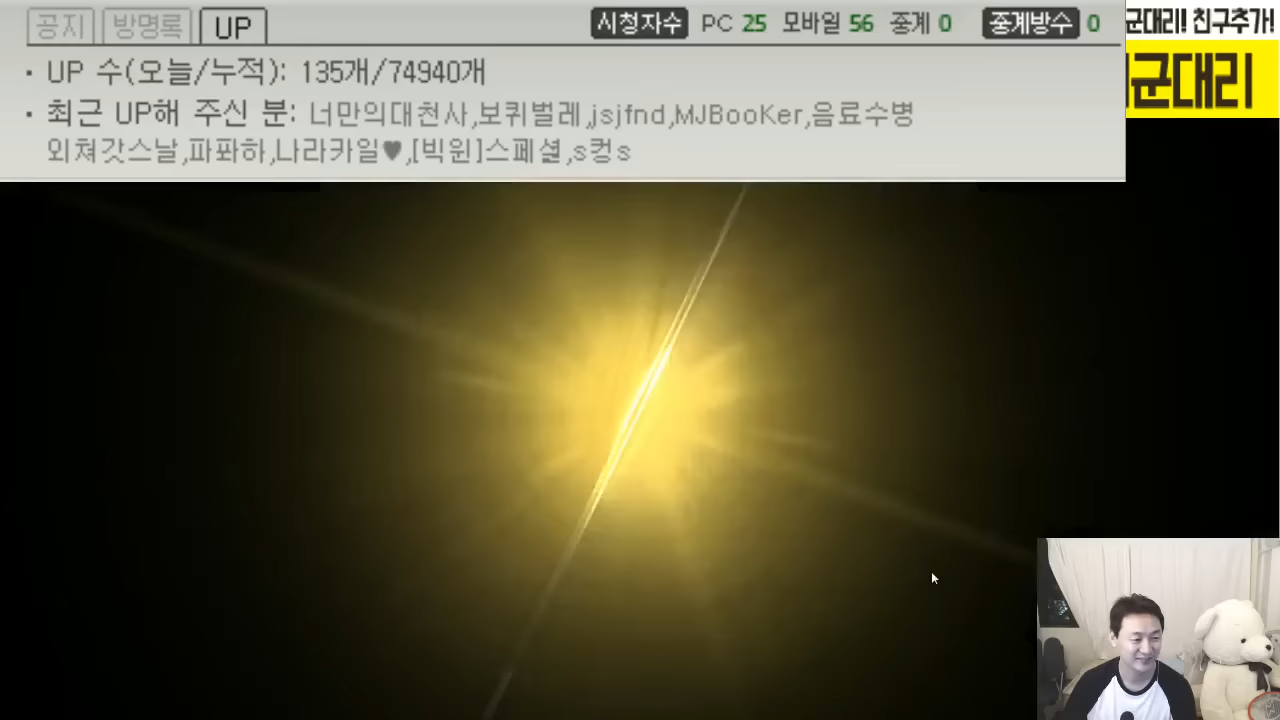 공지 방명록 UP 시청자수 PC 25 모바일 56 중계 0 중계방수 0
군대리! 친구추가!
군대리
· UP 수(오늘/누적): 135개/74940개
· 최근 UP해 주신 분: 너만의대천사,보퀴벌레,jsjfnd,MJBooKer,음료수병
외쳐갓스날,파퐈하,나라카일♥,[빅윈]스페셜,s컹s